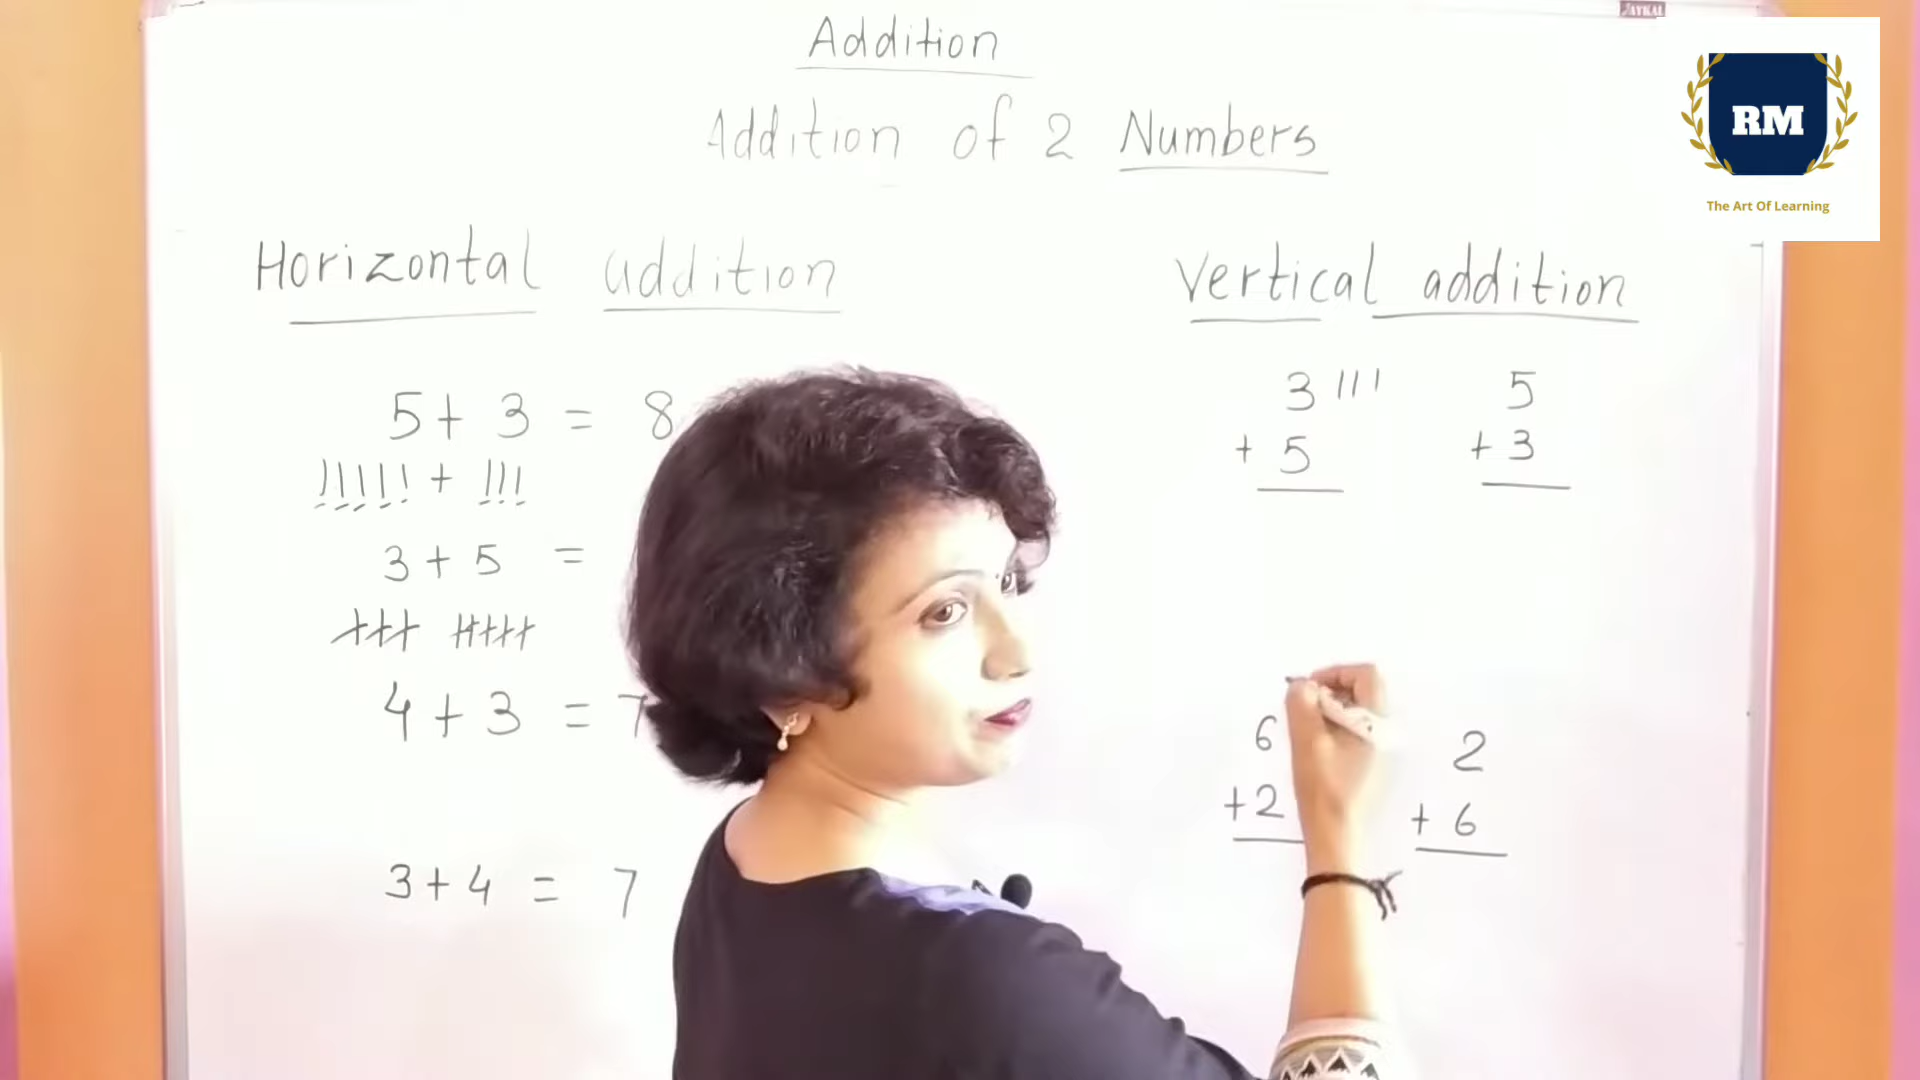 JAYKAL
Addition
RM
Addition of 2 Numbers
The Art Of Learning
Horizontal addition
5 + 3 = 8
||||| + |||
3 + 5 =
4 + 3 = 7
3 + 4 = 7
Vertical addition
3 |||
+ 5
5
+ 3
6
+ 2
2
+ 6